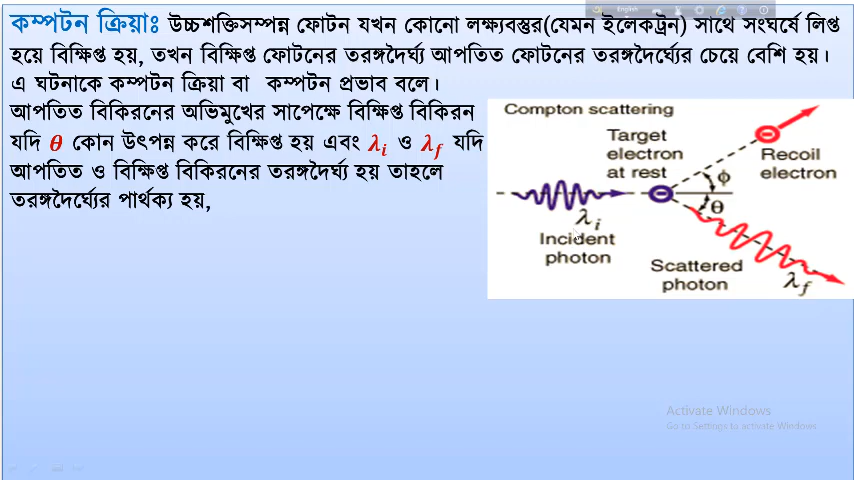 English
কম্পটন ক্রিয়াঃ উচ্চশক্তিসম্পন্ন ফোটন যখন কোনো লক্ষ্যবস্তুর(যেমন ইলেকট্রন) সাথে সংঘর্ষে লিপ্ত
হয়ে বিক্ষিপ্ত হয়, তখন বিক্ষিপ্ত ফোটনের তরঙ্গদৈর্ঘ্য আপতিত ফোটনের তরঙ্গদৈর্ঘ্যের চেয়ে বেশি হয়।
এ ঘটনাকে কম্পটন ক্রিয়া বা কম্পটন প্রভাব বলে।
আপতিত বিকিরনের অভিমুখের সাপেক্ষে বিক্ষিপ্ত বিকিরন
যদি θ কোন উৎপন্ন করে বিক্ষিপ্ত হয় এবং λi ও λf যদি
আপতিত ও বিক্ষিপ্ত বিকিরনের তরঙ্গদৈর্ঘ্য হয় তাহলে
তরঙ্গদৈর্ঘ্যের পার্থক্য হয়,
Compton scattering
Target
electron
at rest
Recoil
electron
ϕ
θ
λi
Incident
photon
Scattered
photon
λf
Activate Windows
Go to Settings to activate Windows.